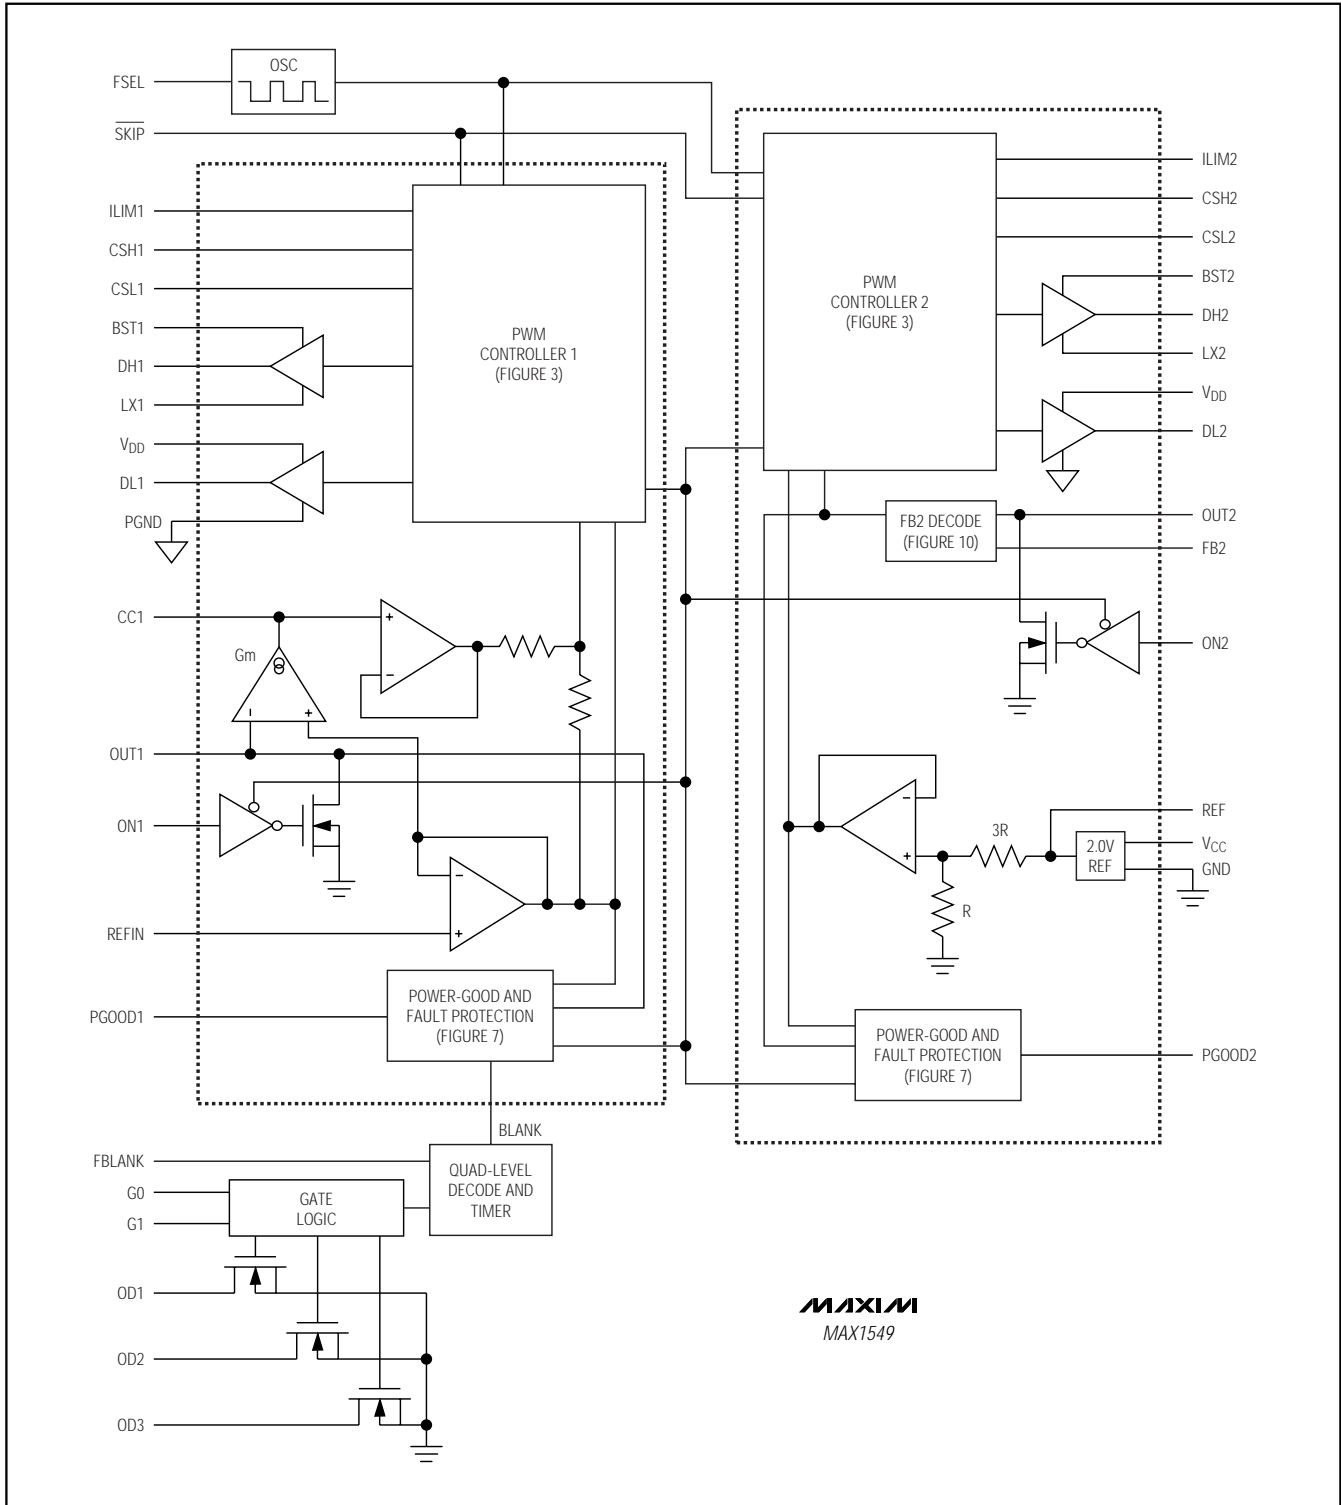 OSC
FSEL
SKIP
ILIM1
CSH1
CSL1
BST1
DH1
LX1
VDD
DL1
PGND
PWM
CONTROLLER 1
(FIGURE 3)
CC1
+
−
Gm
−
+
OUT1
ON1
−
+
REFIN
POWER-GOOD AND
FAULT PROTECTION
(FIGURE 7)
PGOOD1
BLANK
FBLANK
QUAD-LEVEL
DECODE AND
TIMER
G0
G1
GATE
LOGIC
OD1
OD2
OD3
PWM
CONTROLLER 2
(FIGURE 3)
ILIM2
CSH2
CSL2
BST2
DH2
LX2
VDD
DL2
FB2 DECODE
(FIGURE 10)
OUT2
FB2
ON2
−
+
3R
R
2.0V
REF
REF
VCC
GND
POWER-GOOD AND
FAULT PROTECTION
(FIGURE 7)
PGOOD2
MAXIM
MAX1549